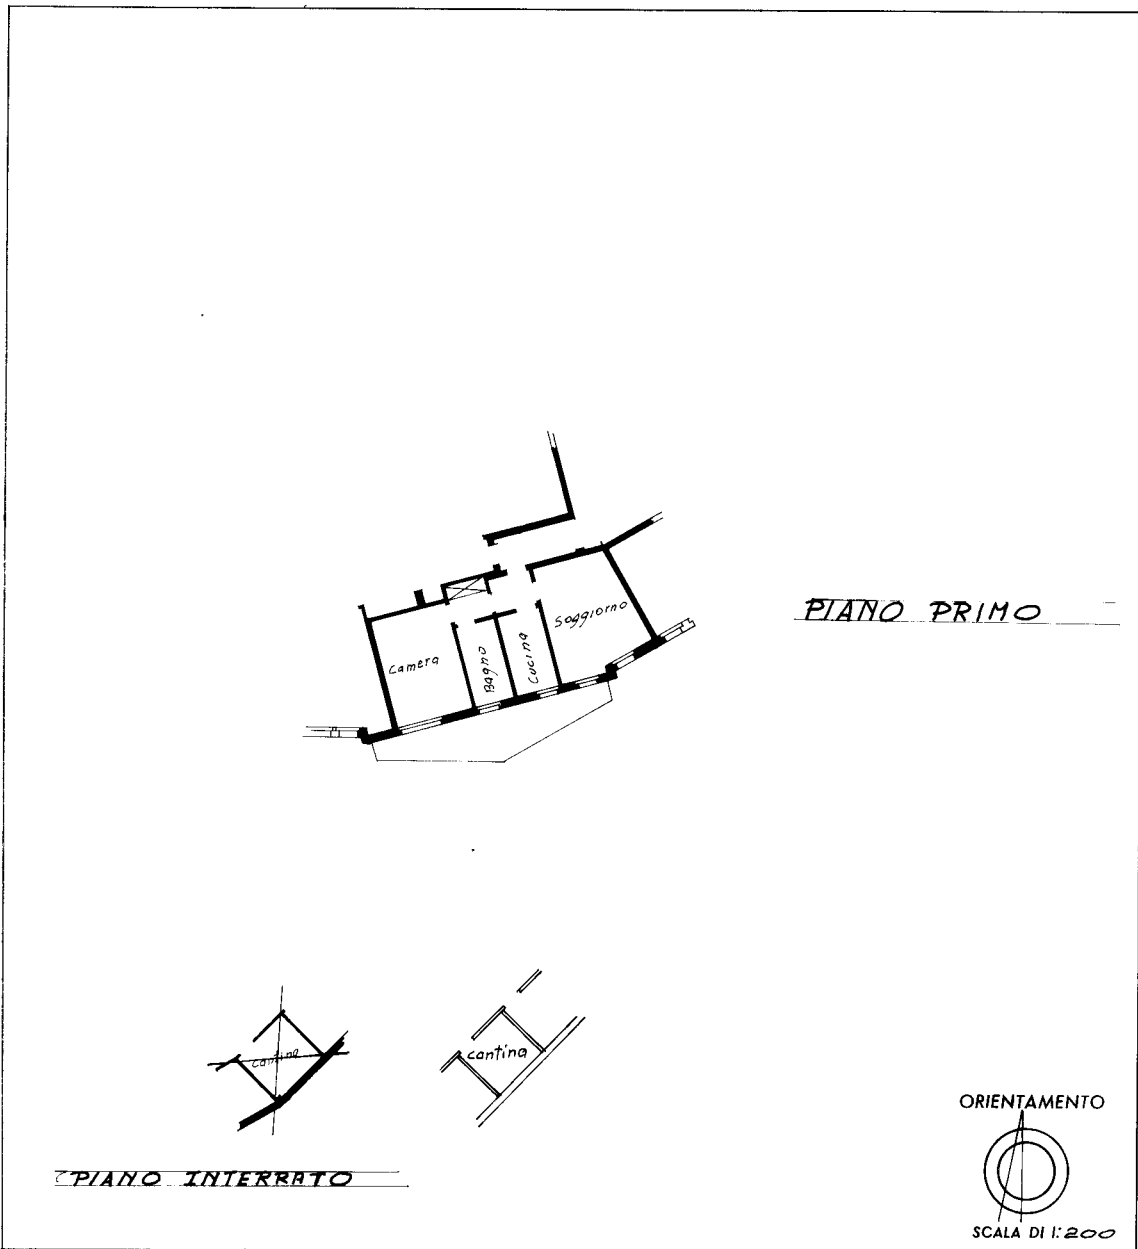 PIANO PRIMO
Soggiorno
Camera
Bagno
Cucina
cantina
cantina
PIANO INTERRATO
ORIENTAMENTO
SCALA DI 1:200